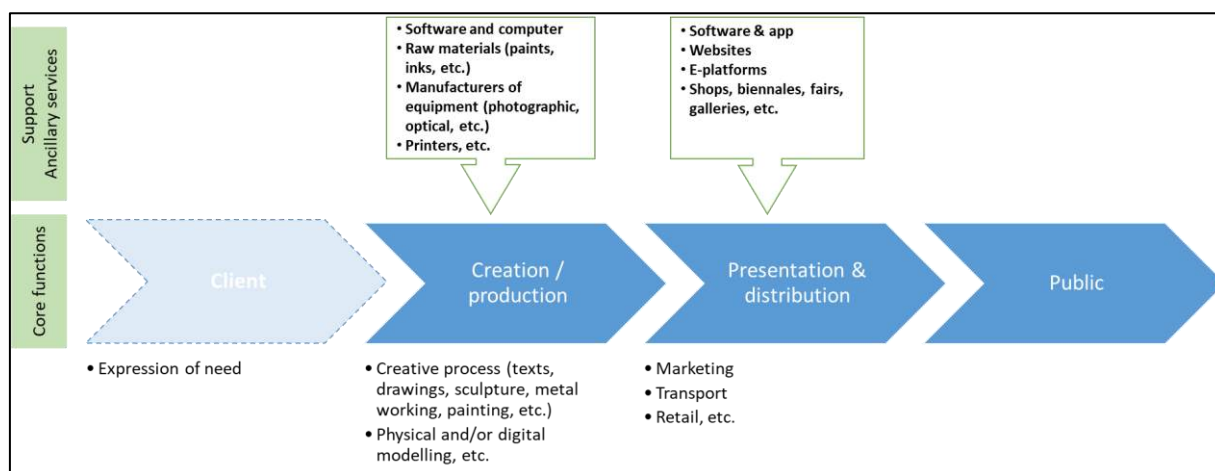 Support
Ancillary services
• Software and computer
• Raw materials (paints,
inks, etc.)
• Manufacturers of
equipment (photographic,
optical, etc.)
• Printers, etc.
• Software & app
• Websites
• E-platforms
• Shops, biennales, fairs,
galleries, etc.
Core functions
Client
Creation /
production
Presentation &
distribution
Public
• Expression of need
• Creative process (texts,
drawings, sculpture, metal
working, painting, etc.)
• Physical and/or digital
modelling, etc.
• Marketing
• Transport
• Retail, etc.